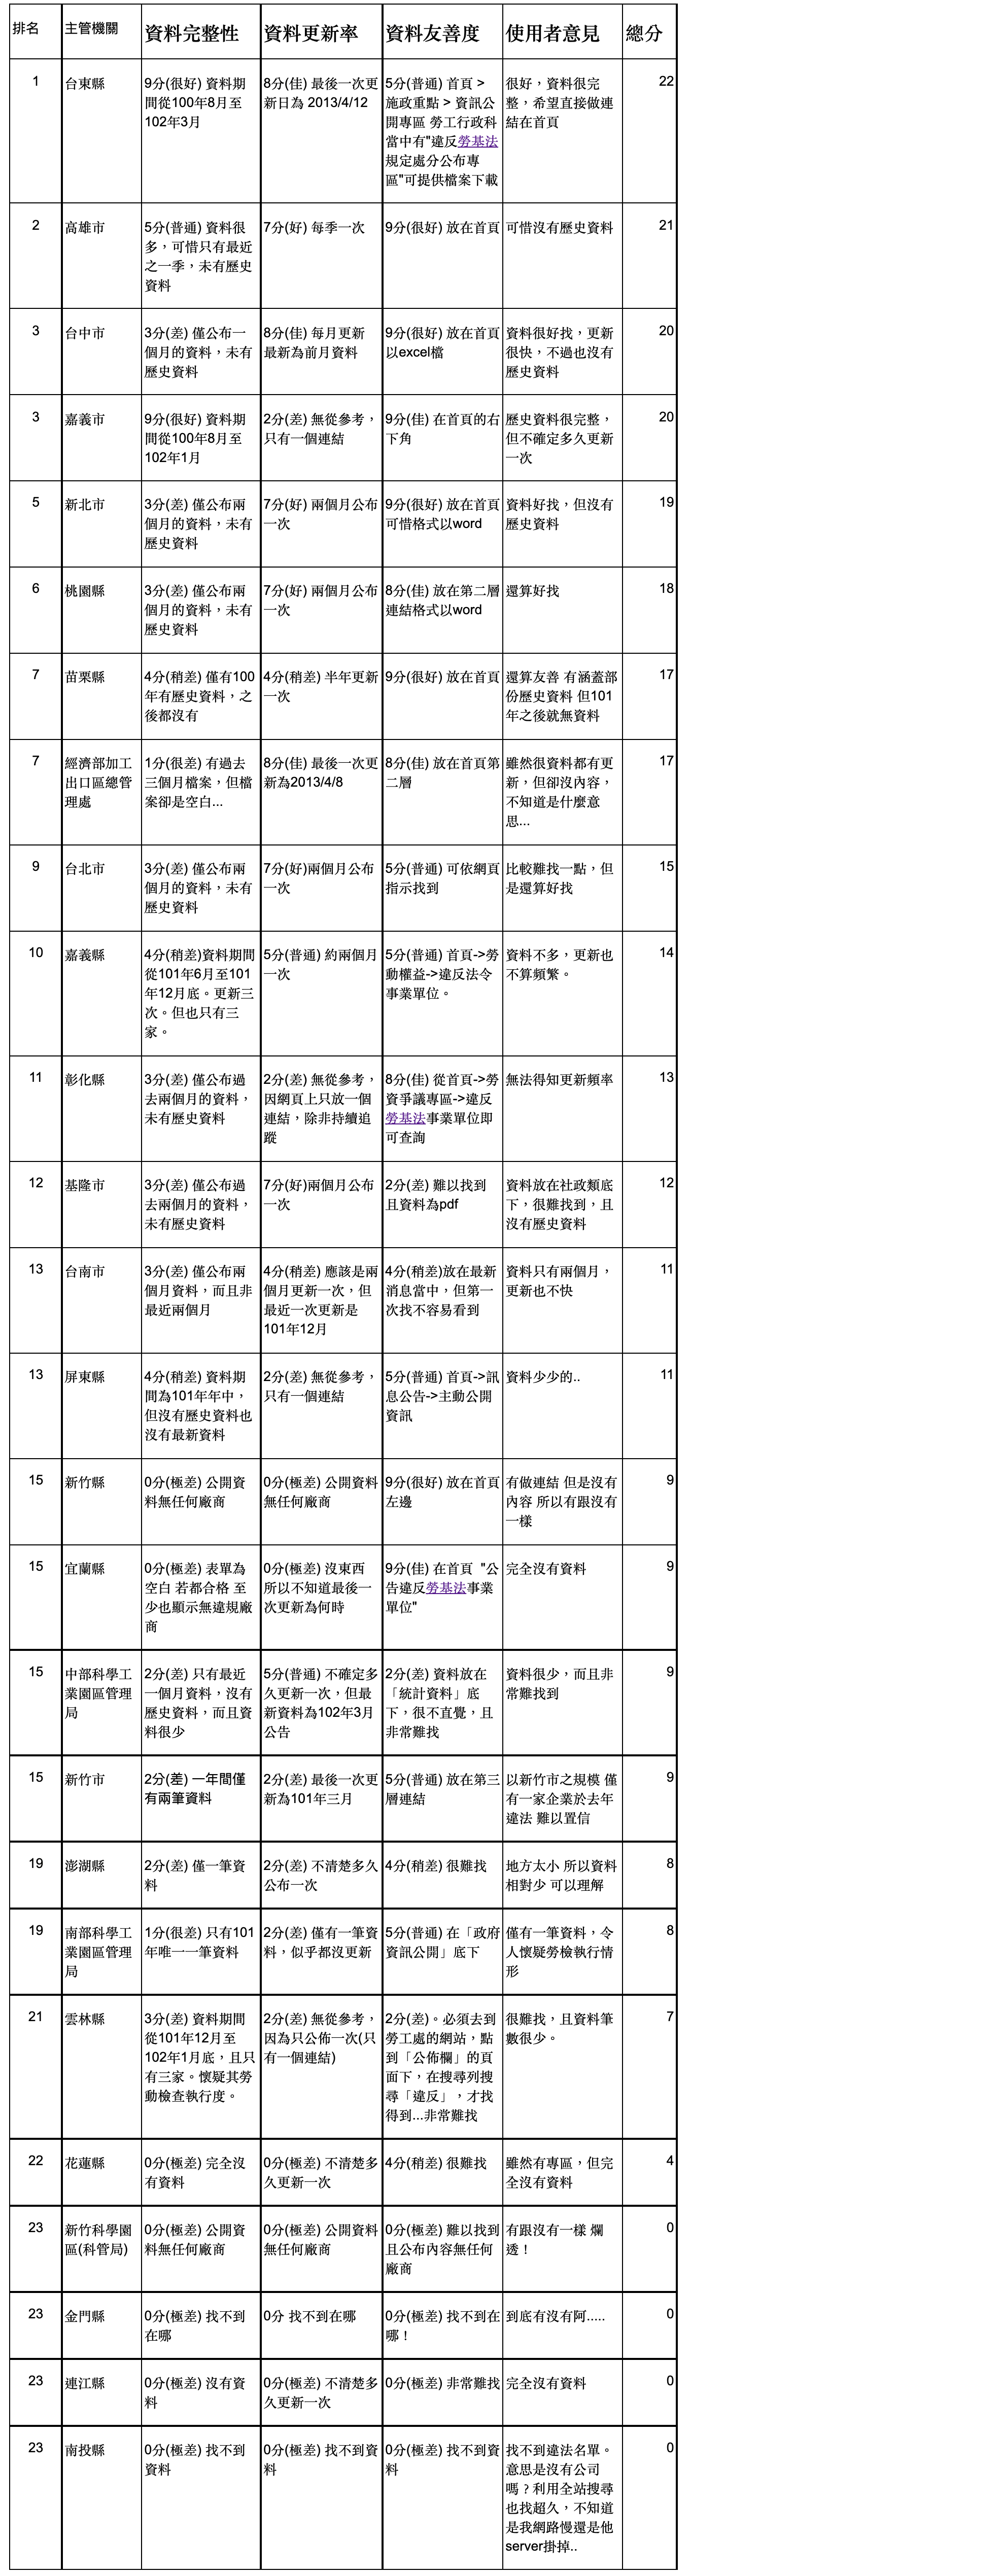 排名 主管機關 資料完整性 資料更新率 資料友善度 使用者意見 總分
1 台東縣 9分(很好) 資料期 8分(佳) 最後一次更 5分(普通) 首頁 > 很好，資料很完 22
間從100年8月至 新日為 2013/4/12 施政重點 > 資訊公 整，希望直接做連
102年3月 開專區 勞工行政科 結在首頁
當中有"違反勞基法
規定處分公布專
區"可提供檔案下載
2 高雄市 5分(普通) 資料很 7分(好) 每季一次 9分(很好) 放在首頁 可惜沒有歷史資料 21
多，可惜只有最近
之一季，未有歷史
資料
3 台中市 3分(差) 僅公布一 8分(佳) 每月更新 9分(很好) 放在首頁 資料很好找，更新 20
個月的資料，未有 最新為前月資料 以excel檔 很快，不過也沒有
歷史資料 歷史資料
3 嘉義市 9分(很好) 資料期 2分(差) 無從參考， 9分(佳) 在首頁的右 歷史資料很完整， 20
間從100年8月至 只有一個連結 下角 但不確定多久更新
102年1月 一次
5 新北市 3分(差) 僅公布兩 7分(好) 兩個月公布 9分(很好) 放在首頁 資料好找，但沒有 19
個月的資料，未有 一次 可惜格式以word 歷史資料
歷史資料
6 桃園縣 3分(差) 僅公布兩 7分(好) 兩個月公布 8分(佳) 放在第二層 還算好找 18
個月的資料，未有 一次 連結格式以word
歷史資料
7 苗栗縣 4分(稍差) 僅有100 4分(稍差) 半年更新 9分(很好) 放在首頁 還算友善 有涵蓋部 17
年有歷史資料，之 一次 份歷史資料 但101
後都沒有 年之後就無資料
7 經濟部加工 1分(很差) 有過去 8分(佳) 最後一次更 8分(佳) 放在首頁第 雖然很資料都有更 17
出口區總管 三個月檔案，但檔 新為2013/4/8 二層 新，但卻沒內容，
理處 案卻是空白... 不知道是什麼意
思...
9 台北市 3分(差) 僅公布兩 7分(好)兩個月公布 5分(普通) 可依網頁 比較難找一點，但 15
個月的資料，未有 一次 指示找到 是還算好找
歷史資料
10 嘉義縣 4分(稍差)資料期間 5分(普通) 約兩個月 5分(普通) 首頁->勞 資料不多，更新也 14
從101年6月至101 一次 動權益->違反法令 不算頻繁。
年12月底。更新三 事業單位。
次。但也只有三
家。
11 彰化縣 3分(差) 僅公布過 2分(差) 無從參考， 8分(佳) 從首頁->勞 無法得知更新頻率 13
去兩個月的資料， 因網頁上只放一個 資爭議專區->違反
未有歷史資料 連結，除非持續追 勞基法事業單位即
蹤 可查詢
12 基隆市 3分(差) 僅公布過 7分(好)兩個月公布 2分(差) 難以找到 資料放在社政類底 12
去兩個月的資料， 一次 且資料為pdf 下，很難找到，且
未有歷史資料 沒有歷史資料
13 台南市 3分(差) 僅公布兩 4分(稍差) 應該是兩 4分(稍差)放在最新 資料只有兩個月， 11
個月資料，而且非 個月更新一次，但 消息當中，但第一 更新也不快
最近兩個月 最近一次更新是 次找不容易看到
101年12月
13 屏東縣 4分(稍差) 資料期 2分(差) 無從參考， 5分(普通) 首頁->訊 資料少少的.. 11
間為101年年中， 只有一個連結 息公告->主動公開
但沒有歷史資料也 資訊
沒有最新資料
15 新竹縣 0分(極差) 公開資 0分(極差) 公開資料 9分(很好) 放在首頁 有做連結 但是沒有 9
料無任何廠商 無任何廠商 左邊 內容 所以有跟沒有
一樣
15 宜蘭縣 0分(極差) 表單為 0分(極差) 沒東西 9分(佳) 在首頁 "公 完全沒有資料 9
空白 若都合格 至 所以不知道最後一 告違反勞基法事業
少也顯示無違規廠 次更新為何時 單位"
商
15 中部科學工 2分(差) 只有最近 5分(普通) 不確定多 2分(差) 資料放在 資料很少，而且非 9
業園區管理 一個月資料，沒有 久更新一次，但最 「統計資料」底 常難找到
局 歷史資料，而且資 新資料為102年3月 下，很不直覺，且
料很少 公告 非常難找
15 新竹市 2分(差) 一年間僅 2分(差) 最後一次更 5分(普通) 放在第三 以新竹市之規模 僅 9
有兩筆資料 新為101年三月 層連結 有一家企業於去年
違法 難以置信
19 澎湖縣 2分(差) 僅一筆資 2分(差) 不清楚多久 4分(稍差) 很難找 地方太小 所以資料 8
料 公布一次 相對少 可以理解
19 南部科學工 1分(很差) 只有101 2分(差) 僅有一筆資 5分(普通) 在「政府 僅有一筆資料，令 8
業園區管理 年唯一一筆資料 料，似乎都沒更新 資訊公開」底下 人懷疑勞檢執行情
局 形
21 雲林縣 3分(差) 資料期間 2分(差) 無從參考， 2分(差)。必須去到 很難找，且資料筆 7
從101年12月至 因為只公佈一次(只 勞工處的網站，點 數很少。
102年1月底，且只 有一個連結) 到「公佈欄」的頁
有三家。懷疑其勞 面下，在搜尋列搜
動檢查執行度。 尋「違反」，才找
得到...非常難找
22 花蓮縣 0分(極差) 完全沒 0分(極差) 不清楚多 4分(稍差) 很難找 雖然有專區，但完 4
有資料 久更新一次 全沒有資料
23 新竹科學園 0分(極差) 公開資 0分(極差) 公開資料 0分(極差) 難以找到 有跟沒有一樣 爛 0
區(科管局) 料無任何廠商 無任何廠商 且公布內容無任何 透！
廠商
23 金門縣 0分(極差) 找不到 0分 找不到在哪 0分(極差) 找不到在 到底有沒有阿..... 0
在哪 哪！
23 連江縣 0分(極差) 沒有資 0分(極差) 不清楚多 0分(極差) 非常難找 完全沒有資料 0
料 久更新一次
23 南投縣 0分(極差) 找不到 0分(極差) 找不到資 0分(極差) 找不到資 找不到違法名單。 0
資料 料 料 意思是沒有公司
嗎？利用全站搜尋
也找超久，不知道
是我網路慢還是他
server掛掉..